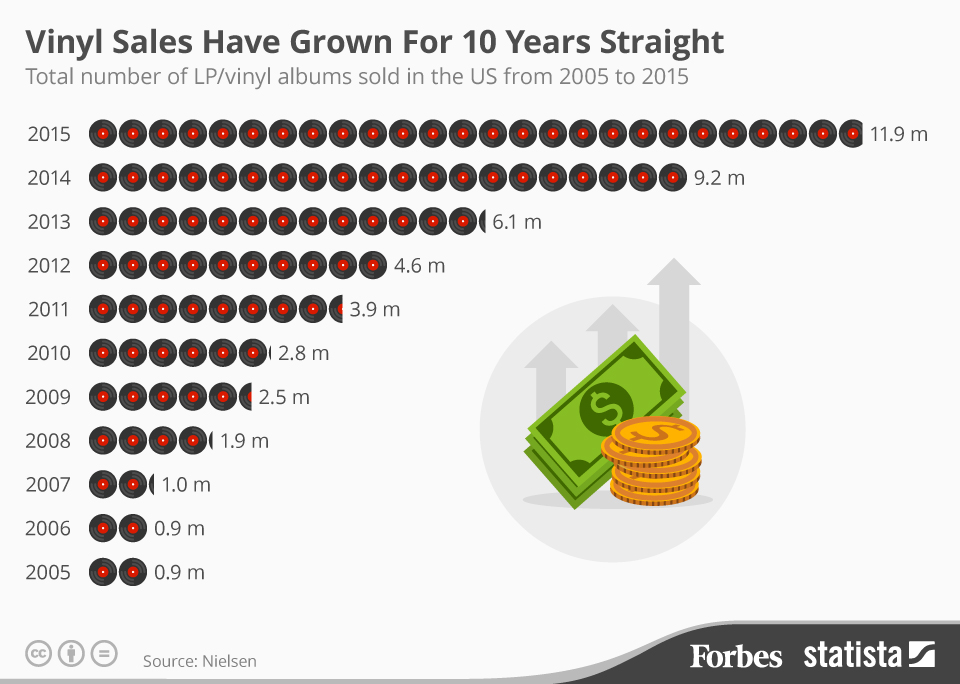 Vinyl Sales Have Grown For 10 Years Straight
Total number of LP/vinyl albums sold in the US from 2005 to 2015
2015 11.9 m
2014 9.2 m
2013 6.1 m
2012 4.6 m
2011 3.9 m
2010 2.8 m
2009 2.5 m
2008 1.9 m
2007 1.0 m
2006 0.9 m
2005 0.9 m
$
$
cc = Source: Nielsen
Forbes statista